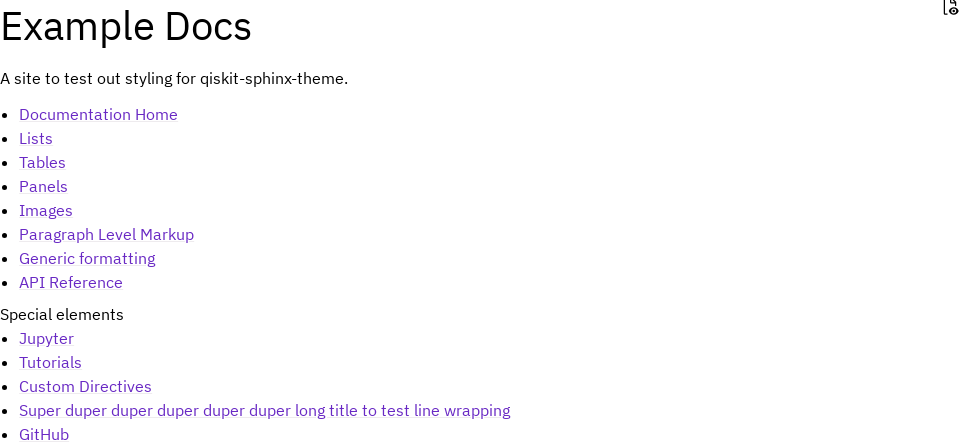 Example Docs
A site to test out styling for qiskit-sphinx-theme.
Documentation Home
Lists
Tables
Panels
Images
Paragraph Level Markup
Generic formatting
API Reference
Special elements
Jupyter
Tutorials
Custom Directives
Super duper duper duper duper duper long title to test line wrapping
GitHub